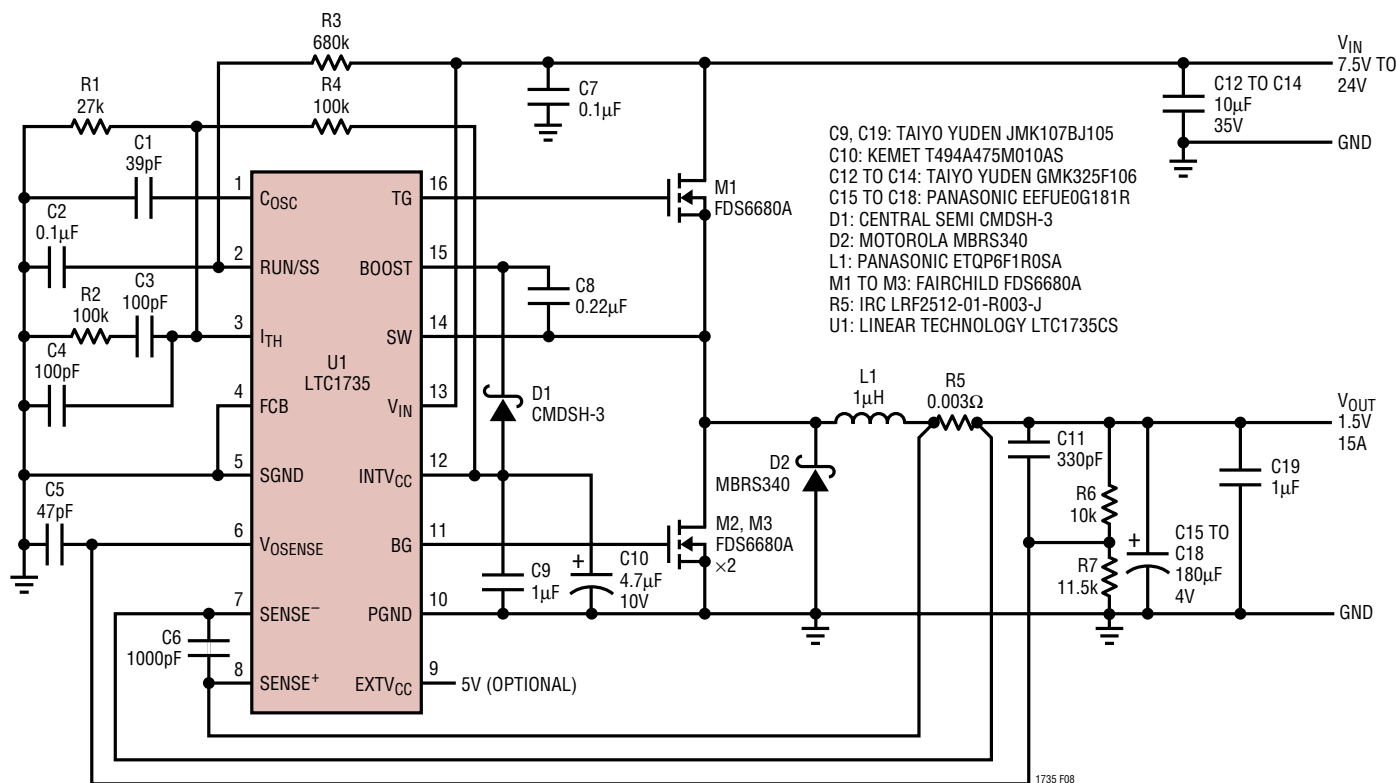 R3
680k
R1
27k
R4
100k
C7
0.1µF
VIN
7.5V TO
24V
C12 TO C14
10µF
35V
GND
C1
39pF
C2
0.1µF
R2
100k
C3
100pF
C4
100pF
C5
47pF
C6
1000pF
1
COSC
2
RUN/SS
3
ITH
4
FCB
5
SGND
6
VOSENSE
7
SENSE–
8
SENSE+
U1
LTC1735
16
TG
15
BOOST
14
SW
13
VIN
12
INTVCC
11
BG
10
PGND
9
EXTVCC
5V (OPTIONAL)
M1
FDS6680A
C8
0.22µF
D1
CMDSH-3
C9
1µF
+
C10
4.7µF
10V
M2, M3
FDS6680A
×2
C9, C19: TAIYO YUDEN JMK107BJ105
C10: KEMET T494A475M010AS
C12 TO C14: TAIYO YUDEN GMK325F106
C15 TO C18: PANASONIC EEFUE0G181R
D1: CENTRAL SEMI CMDSH-3
D2: MOTOROLA MBRS340
L1: PANASONIC ETQP6F1R0SA
M1 TO M3: FAIRCHILD FDS6680A
R5: IRC LRF2512-01-R003-J
U1: LINEAR TECHNOLOGY LTC1735CS
L1
1µH
R5
0.003Ω
D2
MBRS340
C11
330pF
R6
10k
R7
11.5k
+
C15 TO
C18
180µF
4V
C19
1µF
VOUT
1.5V
15A
GND
1735 F08